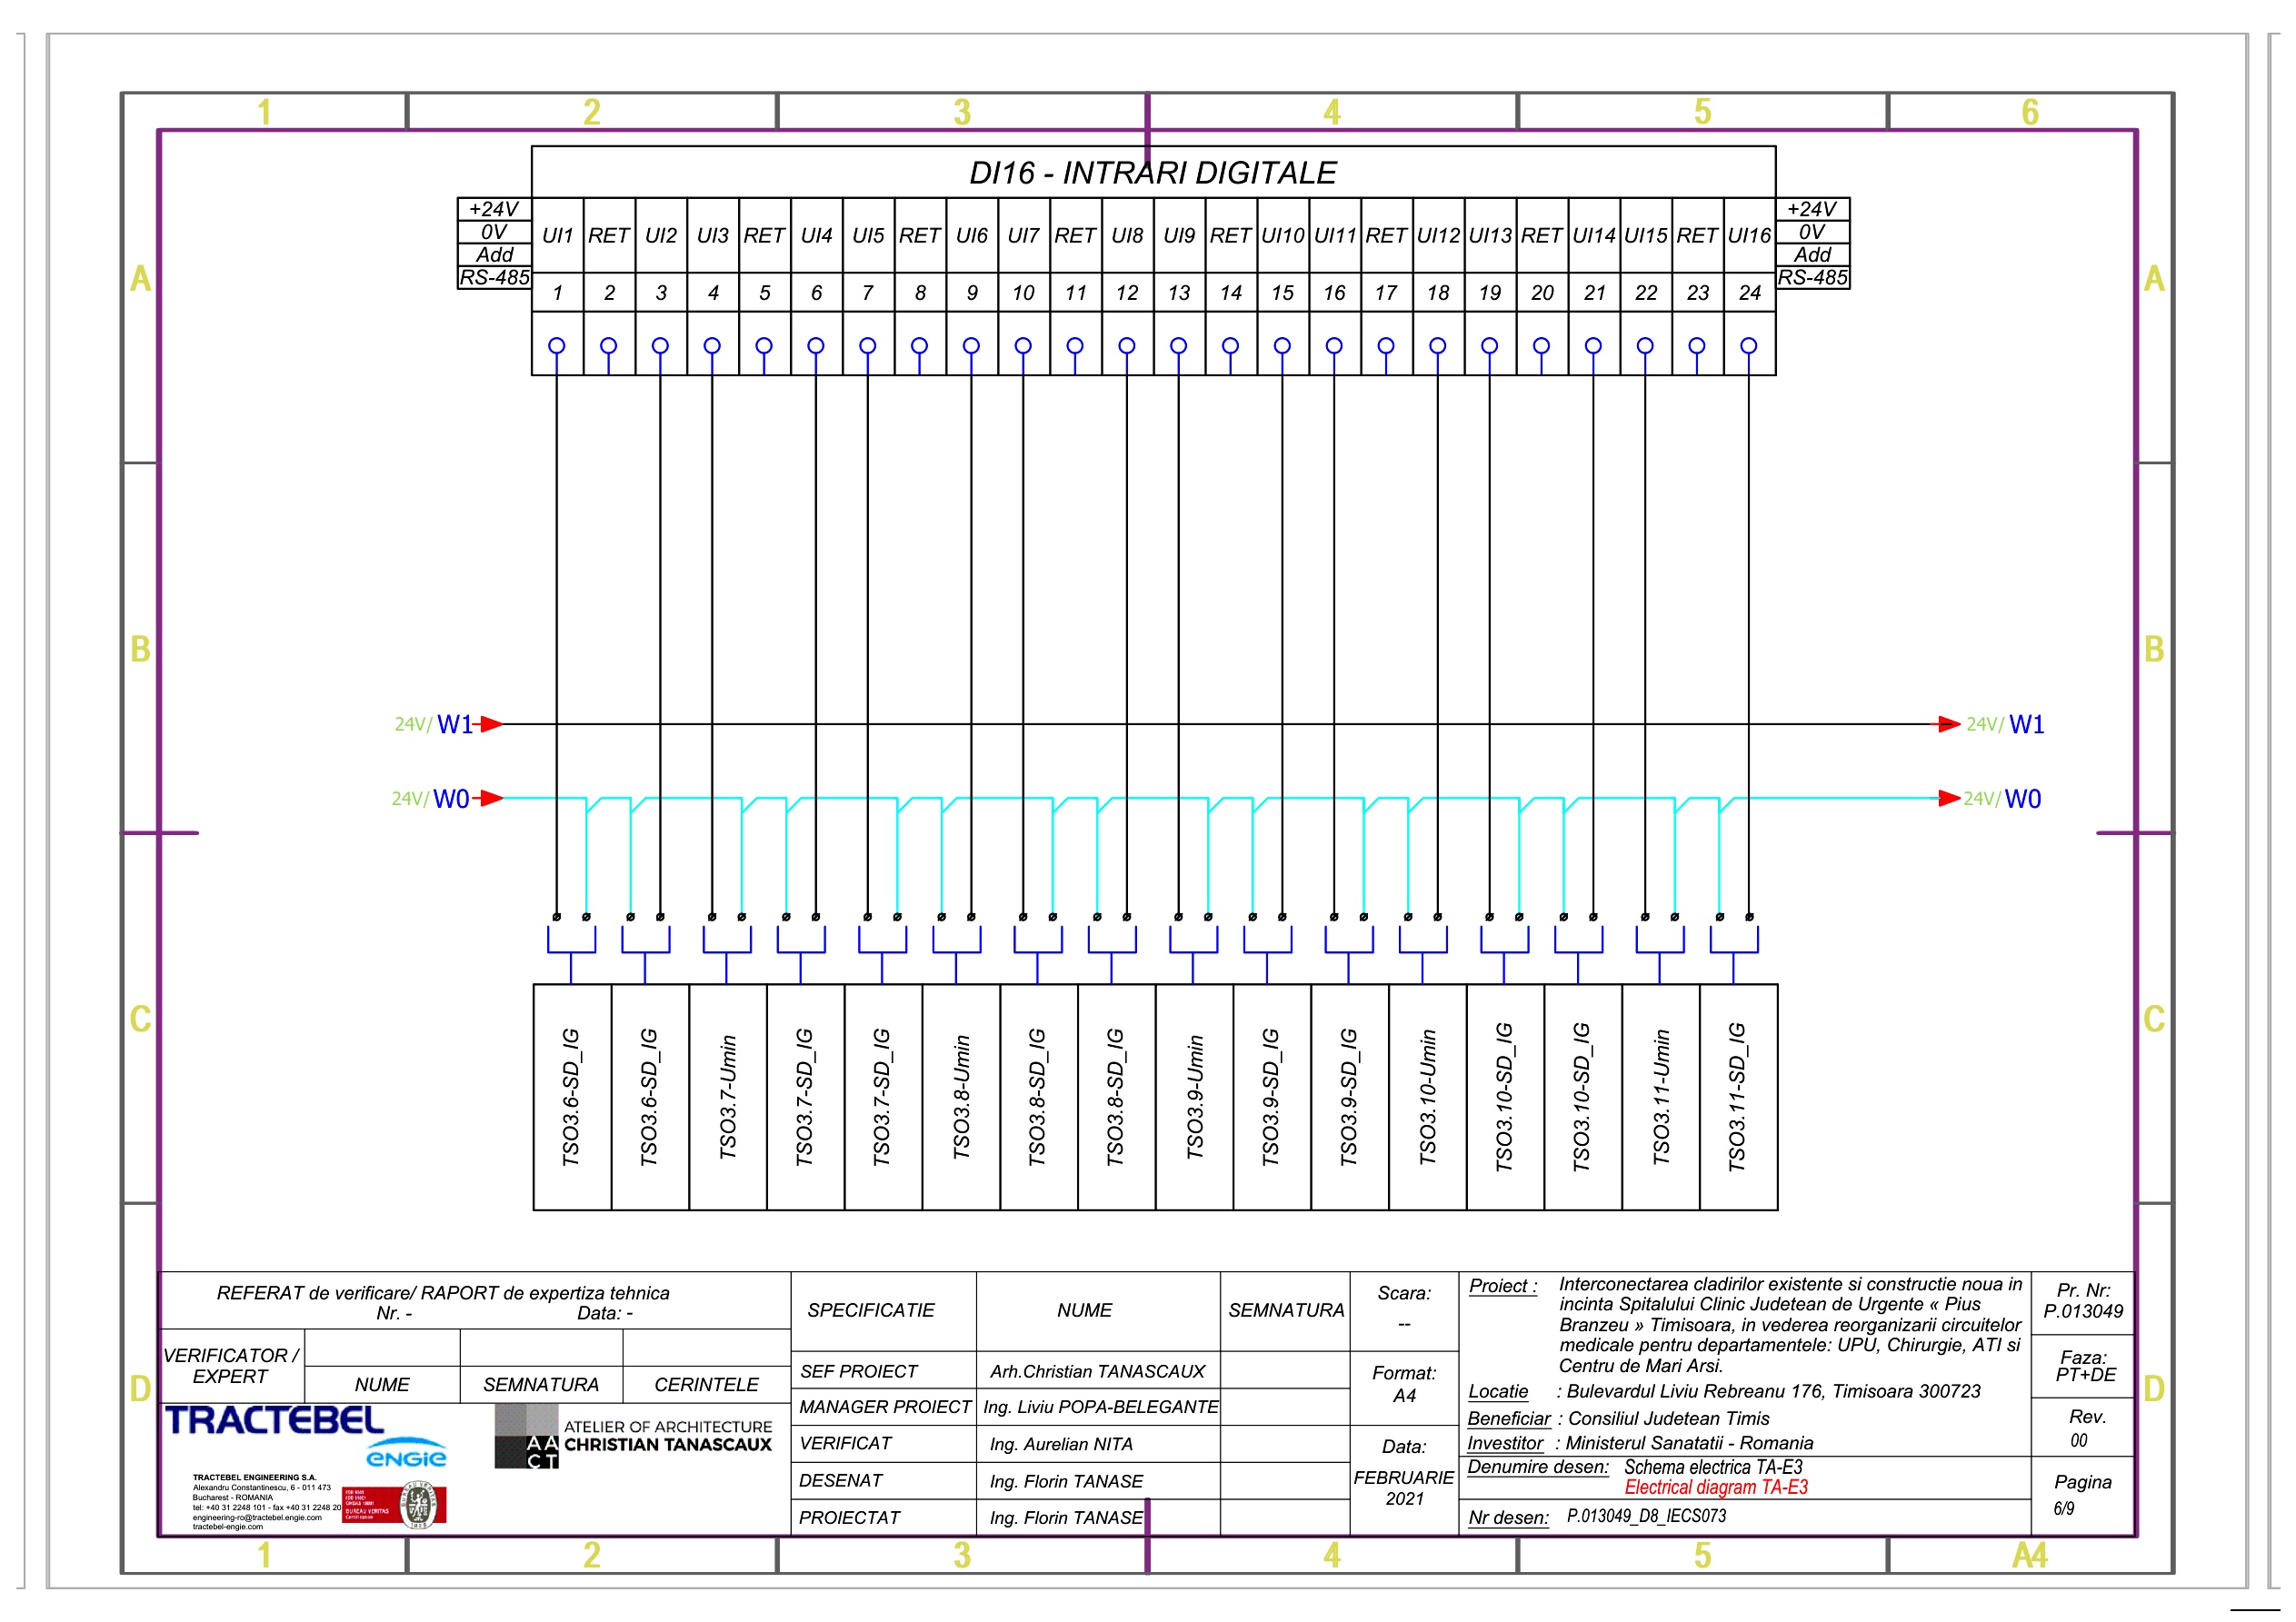 1 2 3 4 5 6
DI16 - INTRARI DIGITALE
+24V
0V
Add
RS-485
UI1 RET UI2 UI3 RET UI4 UI5 RET UI6 UI7 RET UI8 UI9 RET UI10 UI11 RET UI12 UI13 RET UI14 UI15 RET UI16
+24V
0V
Add
RS-485
1 2 3 4 5 6 7 8 9 10 11 12 13 14 15 16 17 18 19 20 21 22 23 24
A A
B B
24V/ W1 24V/ W1
24V/ W0 24V/ W0
C C
TSO3.6-SD_IG
TSO3.6-SD_IG
TSO3.7-Umin
TSO3.7-SD_IG
TSO3.7-SD_IG
TSO3.8-Umin
TSO3.8-SD_IG
TSO3.8-SD_IG
TSO3.9-Umin
TSO3.9-SD_IG
TSO3.9-SD_IG
TSO3.10-Umin
TSO3.10-SD_IG
TSO3.10-SD_IG
TSO3.11-Umin
TSO3.11-SD_IG
D D
REFERAT de verificare/ RAPORT de expertiza tehnica
Nr. - Data: -
VERIFICATOR /
EXPERT
NUME SEMNATURA CERINTELE
TRACTEBEL
ENGIE
AACT
ATELIER OF ARCHITECTURE
CHRISTIAN TANASCAUX
TRACTEBEL ENGINEERING S.A.
Alexandru Constantinescu, 6 - 011 473
Bucharest - ROMANIA
tel: +40 31 2248 101 - fax +40 31 2248 20
engineering-ro@tractebel.engie.com
tractebel-engie.com
BUREAU VERITAS
Certification
SPECIFICATIE NUME SEMNATURA
SEF PROIECT Arh.Christian TANASCAUX
MANAGER PROIECT Ing. Liviu POPA-BELEGANTE
VERIFICAT Ing. Aurelian NITA
DESENAT Ing. Florin TANASE
PROIECTAT Ing. Florin TANASE
Scara:
--
Format:
A4
Data:
FEBRUARIE
2021
Proiect : Interconectarea cladirilor existente si constructie noua in
incinta Spitalului Clinic Judetean de Urgente « Pius
Branzeu » Timisoara, in vederea reorganizarii circuitelor
medicale pentru departamentele: UPU, Chirurgie, ATI si
Centru de Mari Arsi.
Locatie : Bulevardul Liviu Rebreanu 176, Timisoara 300723
Beneficiar : Consiliul Judetean Timis
Investitor : Ministerul Sanatatii - Romania
Denumire desen: Schema electrica TA-E3
Electrical diagram TA-E3
Nr desen: P.013049_D8_IECS073
Pr. Nr:
P.013049
Faza:
PT+DE
Rev.
00
Pagina
6/9
1 2 3 4 5 A4